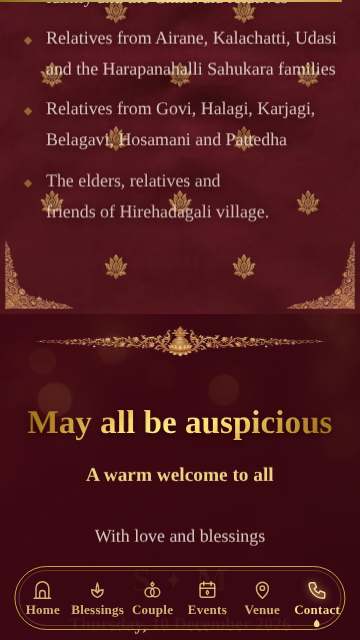 Relatives from Airane, Kalachatti, Udasi
and the Harapanahalli Sahukara families
Relatives from Govi, Halagi, Karjagi,
Belagavi, Hosamani and Patredha
The elders, relatives and
friends of Hirehadagali village.
May all be auspicious
A warm welcome to all
With love and blessings
Home Blessings Couple Events Venue Contact